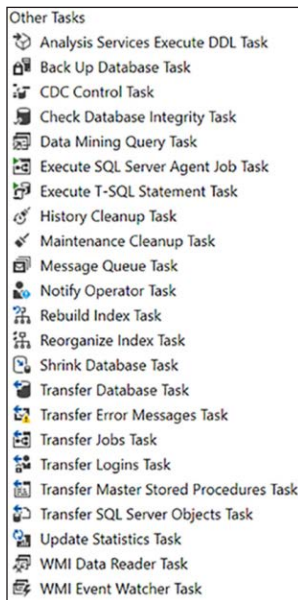 Other Tasks
Analysis Services Execute DDL Task
Back Up Database Task
CDC Control Task
Check Database Integrity Task
Data Mining Query Task
Execute SQL Server Agent Job Task
Execute T-SQL Statement Task
History Cleanup Task
Maintenance Cleanup Task
Message Queue Task
Notify Operator Task
Rebuild Index Task
Reorganize Index Task
Shrink Database Task
Transfer Database Task
Transfer Error Messages Task
Transfer Jobs Task
Transfer Logins Task
Transfer Master Stored Procedures Task
Transfer SQL Server Objects Task
Update Statistics Task
WMI Data Reader Task
WMI Event Watcher Task